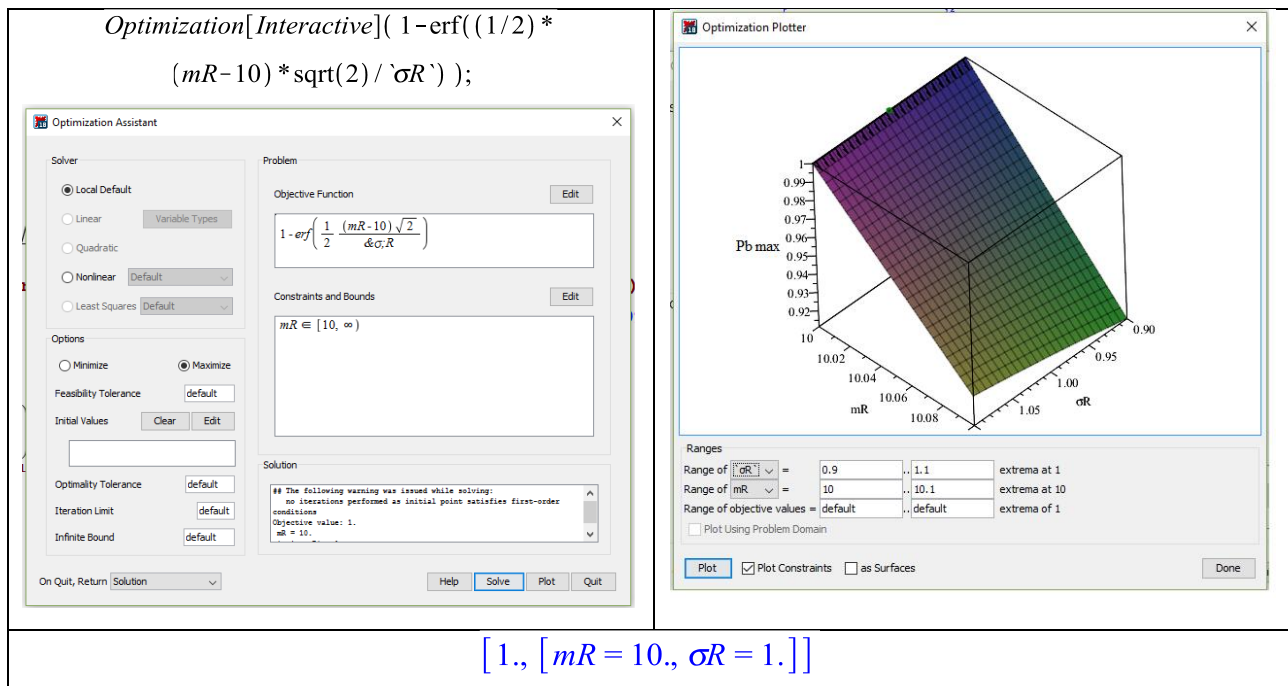 Optimization[Interactive]( 1-erf((1/2)*
(mR-10)*sqrt(2)/`σR`) );
Optimization Assistant
Solver
Local Default
Linear
Variable Types
Quadratic
Nonlinear
Default
Least Squares
Default
Options
Minimize
Maximize
Feasibility Tolerance
default
Initial Values
Clear
Edit
Optimality Tolerance
default
Iteration Limit
default
Infinite Bound
default
On Quit, Return
Solution
Problem
Objective Function
Edit
1 - erf( 1/2 (mR-10)√2 / &σ;R )
Constraints and Bounds
Edit
mR ∈ [10, ∞)
Solution
## The following warning was issued while solving:
no iterations performed as initial point satisfies first-order
conditions
Objective value: 1.
mR = 10.
Help
Solve
Plot
Quit
Optimization Plotter
1
0.99
0.98
0.97
0.96
Pb max
0.95
0.94
0.93
0.92
10
10.02
10.04
10.06
10.08
mR
0.90
0.95
1.00
1.05
σR
Ranges
Range of `σR` = 0.9 .. 1.1 extrema at 1
Range of mR = 10 .. 10.1 extrema at 10
Range of objective values = default .. default extrema of 1
Plot Using Problem Domain
Plot
Plot Constraints
as Surfaces
Done
[1., [mR = 10., σR = 1.]]